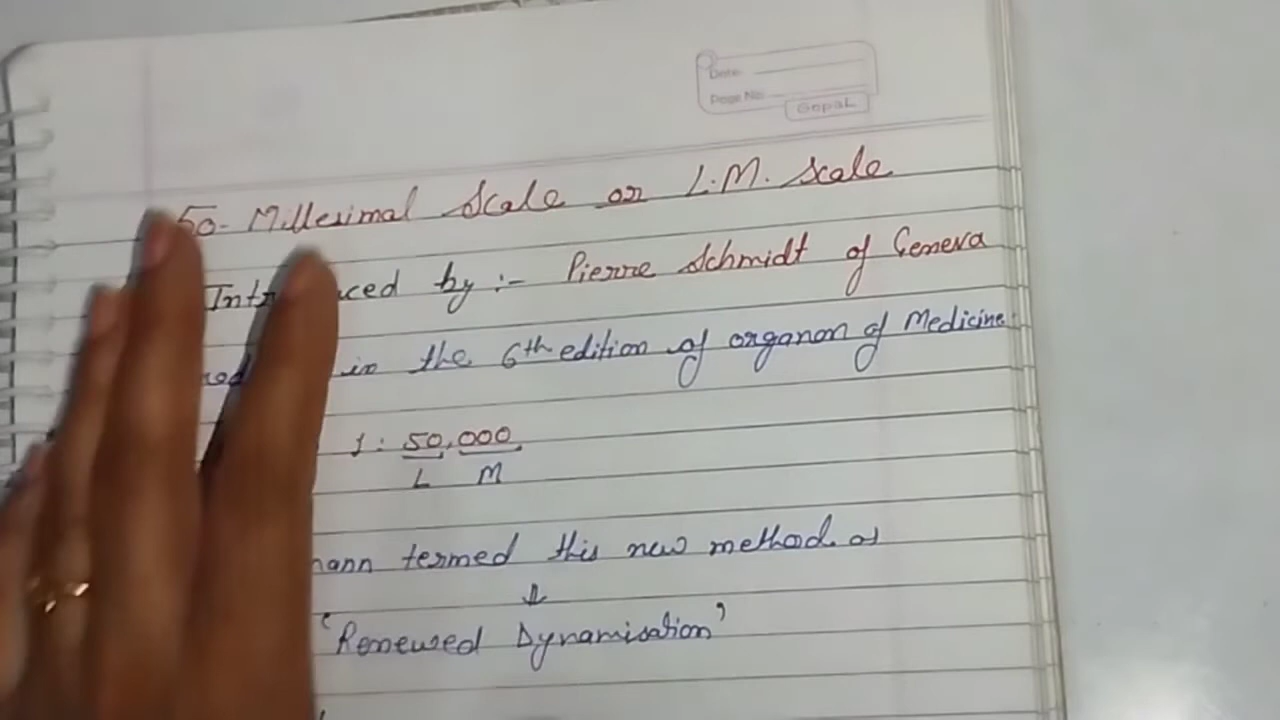 Date
Page No.
Gopal
50-Millesimal Scale or L.M. Scale
by :- Pierre Schmidt of Geneva
in the 6th edition of organon of Medicine
1 : 50,000
L M
termed this new method as
↓
'Renewed Dynamisation'